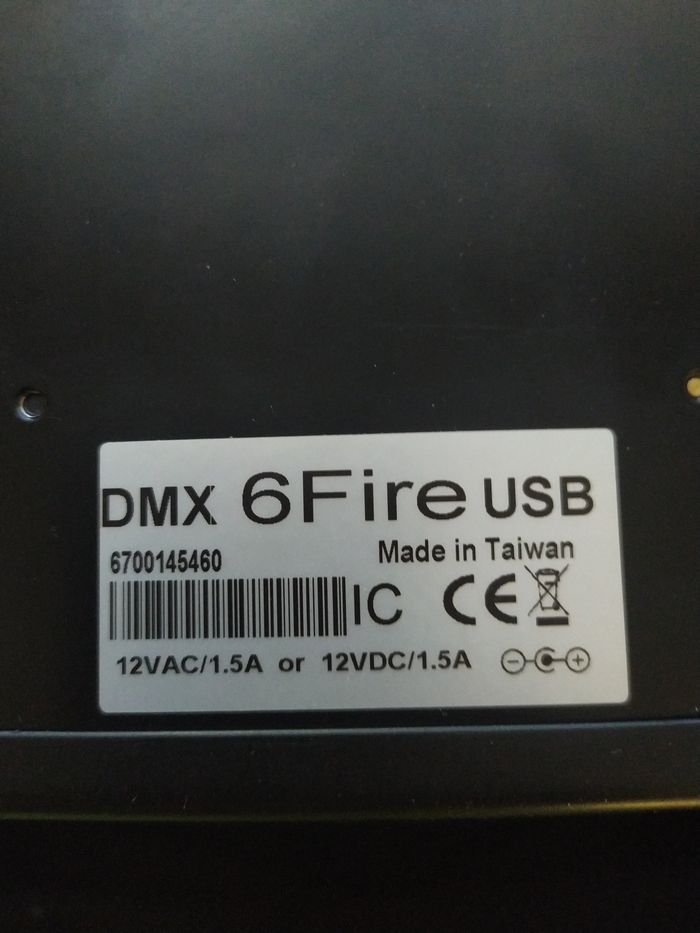 DMX 6Fire USB
6700145460
Made in Taiwan
IC CE
12VAC/1.5A or 12VDC/1.5A